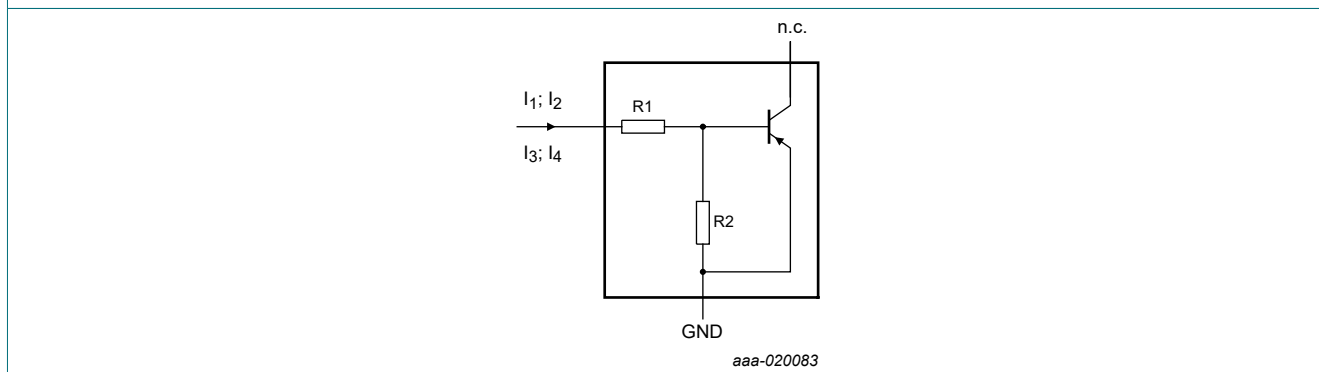 n.c.
I1; I2
R1
I3; I4
R2
GND
aaa-020083